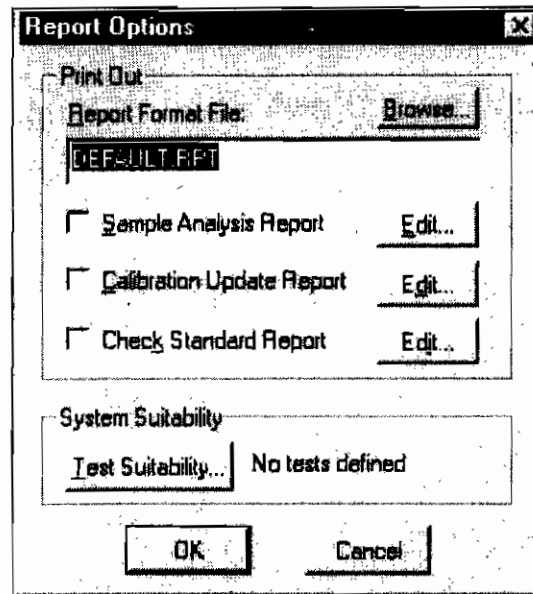 Report Options
Print Out
Report Format File:
Browse...
DEFAULT.RPT
Sample Analysis Report
Edit...
Calibration Update Report
Edit...
Check Standard Report
Edit...
System Suitability
Test Suitability...
No tests defined
OK
Cancel